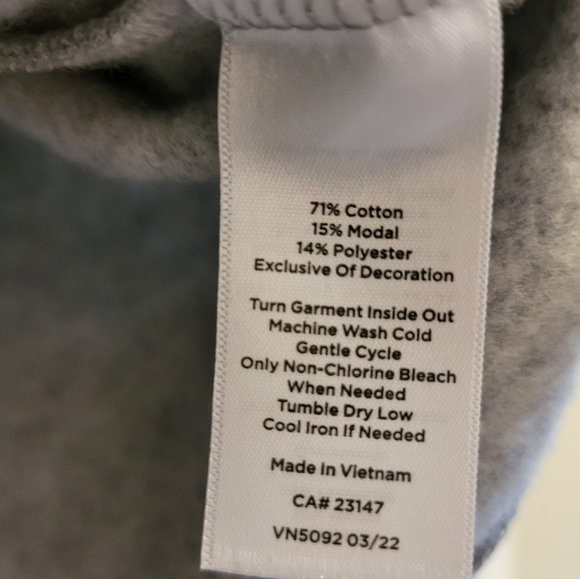 71% Cotton
15% Modal
14% Polyester
Exclusive Of Decoration
Turn Garment Inside Out
Machine Wash Cold
Gentle Cycle
Only Non-Chlorine Bleach
When Needed
Tumble Dry Low
Cool Iron If Needed
Made In Vietnam
CA# 23147
VN5092 03/22